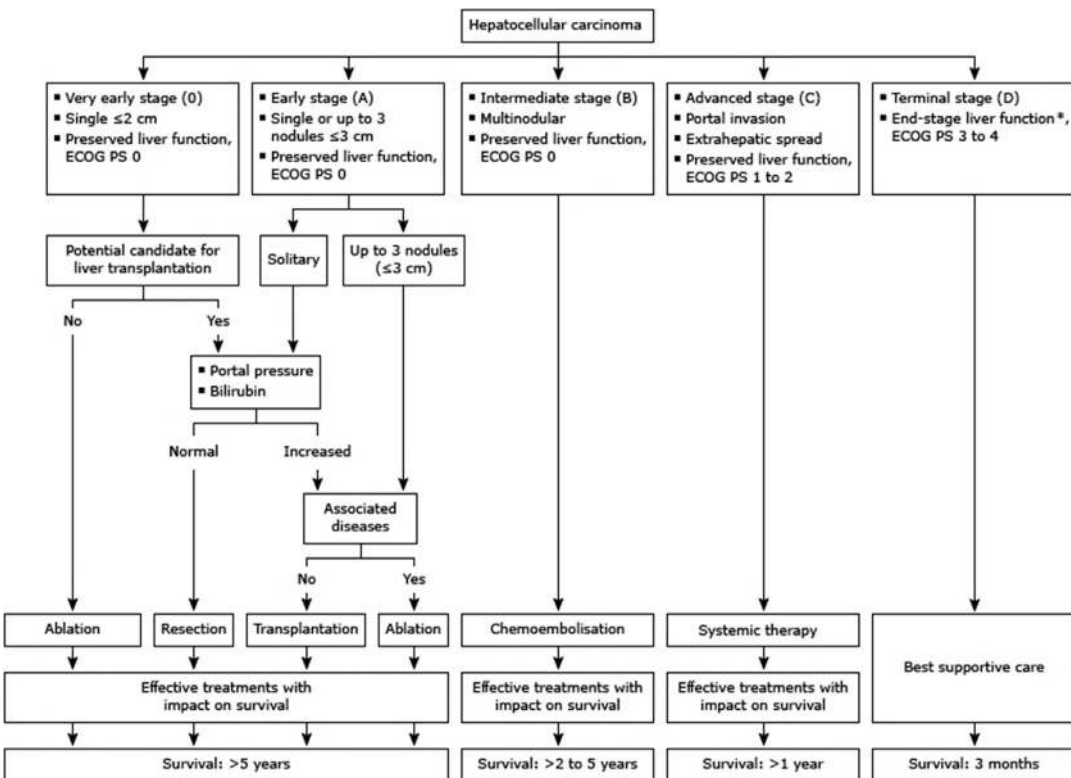 Hepatocellular carcinoma
▪ Very early stage (0)
▪ Single ≤2 cm
▪ Preserved liver function,
ECOG PS 0
▪ Early stage (A)
▪ Single or up to 3
nodules ≤3 cm
▪ Preserved liver function,
ECOG PS 0
▪ Intermediate stage (B)
▪ Multinodular
▪ Preserved liver function,
ECOG PS 0
▪ Advanced stage (C)
▪ Portal invasion
▪ Extrahepatic spread
▪ Preserved liver function,
ECOG PS 1 to 2
▪ Terminal stage (D)
▪ End-stage liver function*,
ECOG PS 3 to 4
Potential candidate for
liver transplantation
Solitary
Up to 3 nodules
(≤3 cm)
No
Yes
▪ Portal pressure
▪ Bilirubin
Normal
Increased
Associated
diseases
No
Yes
Ablation
Resection
Transplantation
Ablation
Chemoembolisation
Systemic therapy
Best supportive care
Effective treatments with
impact on survival
Effective treatments with
impact on survival
Effective treatments with
impact on survival
Survival: >5 years
Survival: >2 to 5 years
Survival: >1 year
Survival: 3 months